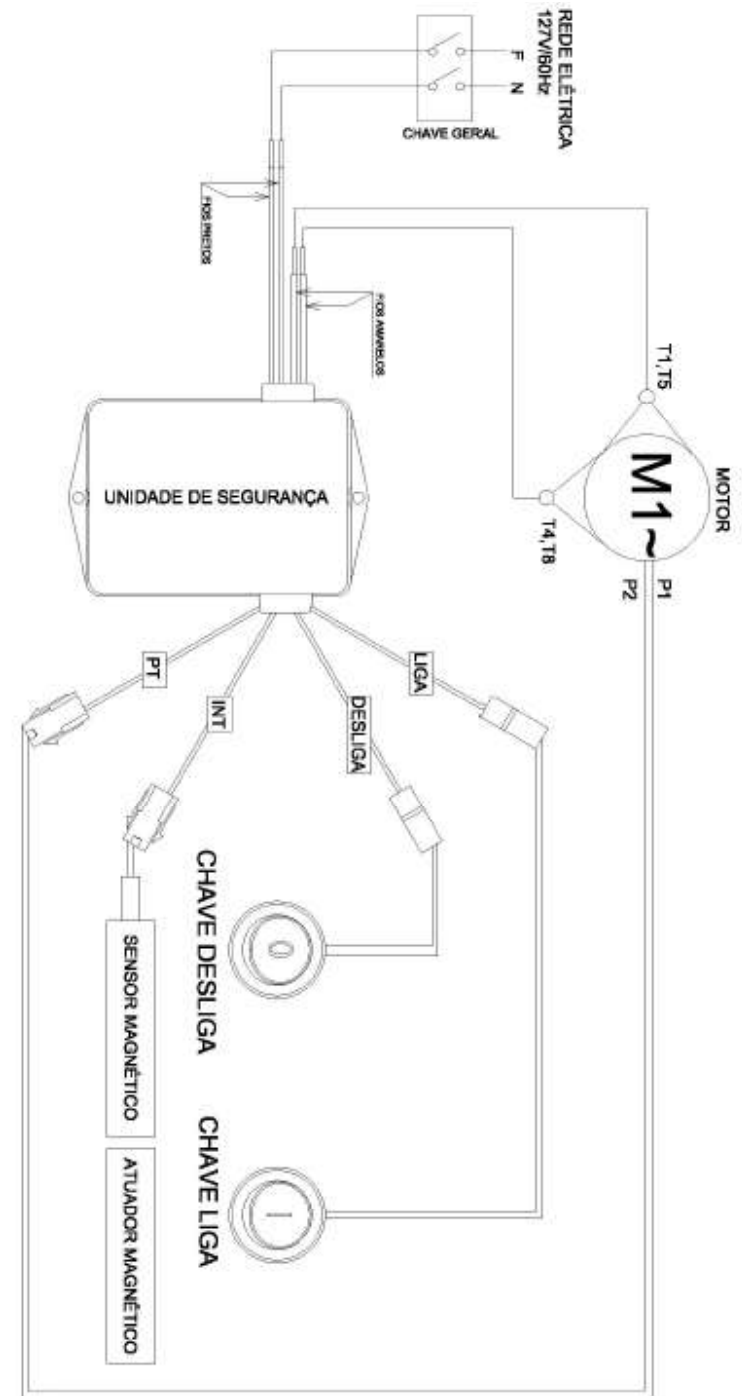 REDE ELÉTRICA
127V/60Hz
F
N
CHAVE GERAL
FIOS PRETOS
FIOS AMARELOS
T1,T5
MOTOR
M1~
T4,T8
P1
P2
UNIDADE DE SEGURANÇA
LIGA
DESLIGA
INT
PT
CHAVE DESLIGA
O
CHAVE LIGA
I
SENSOR MAGNÉTICO
ATUADOR MAGNÉTICO